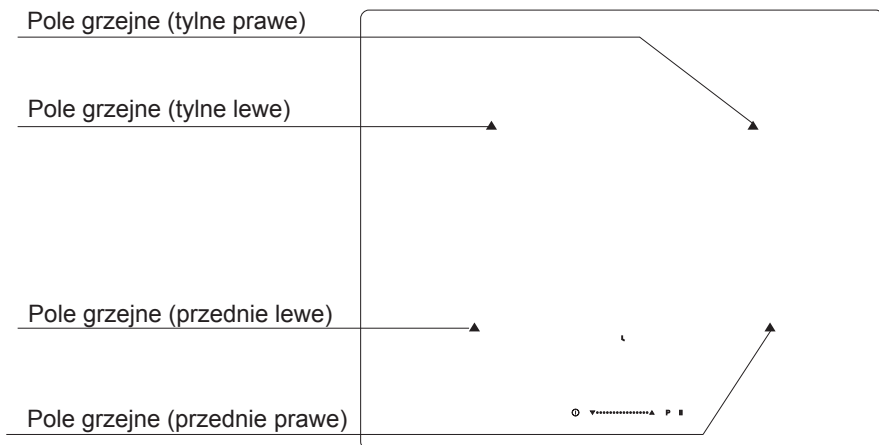 Pole grzejne (tylne prawe)
Pole grzejne (tylne lewe)
Pole grzejne (przednie lewe)
Pole grzejne (przednie prawe)
P